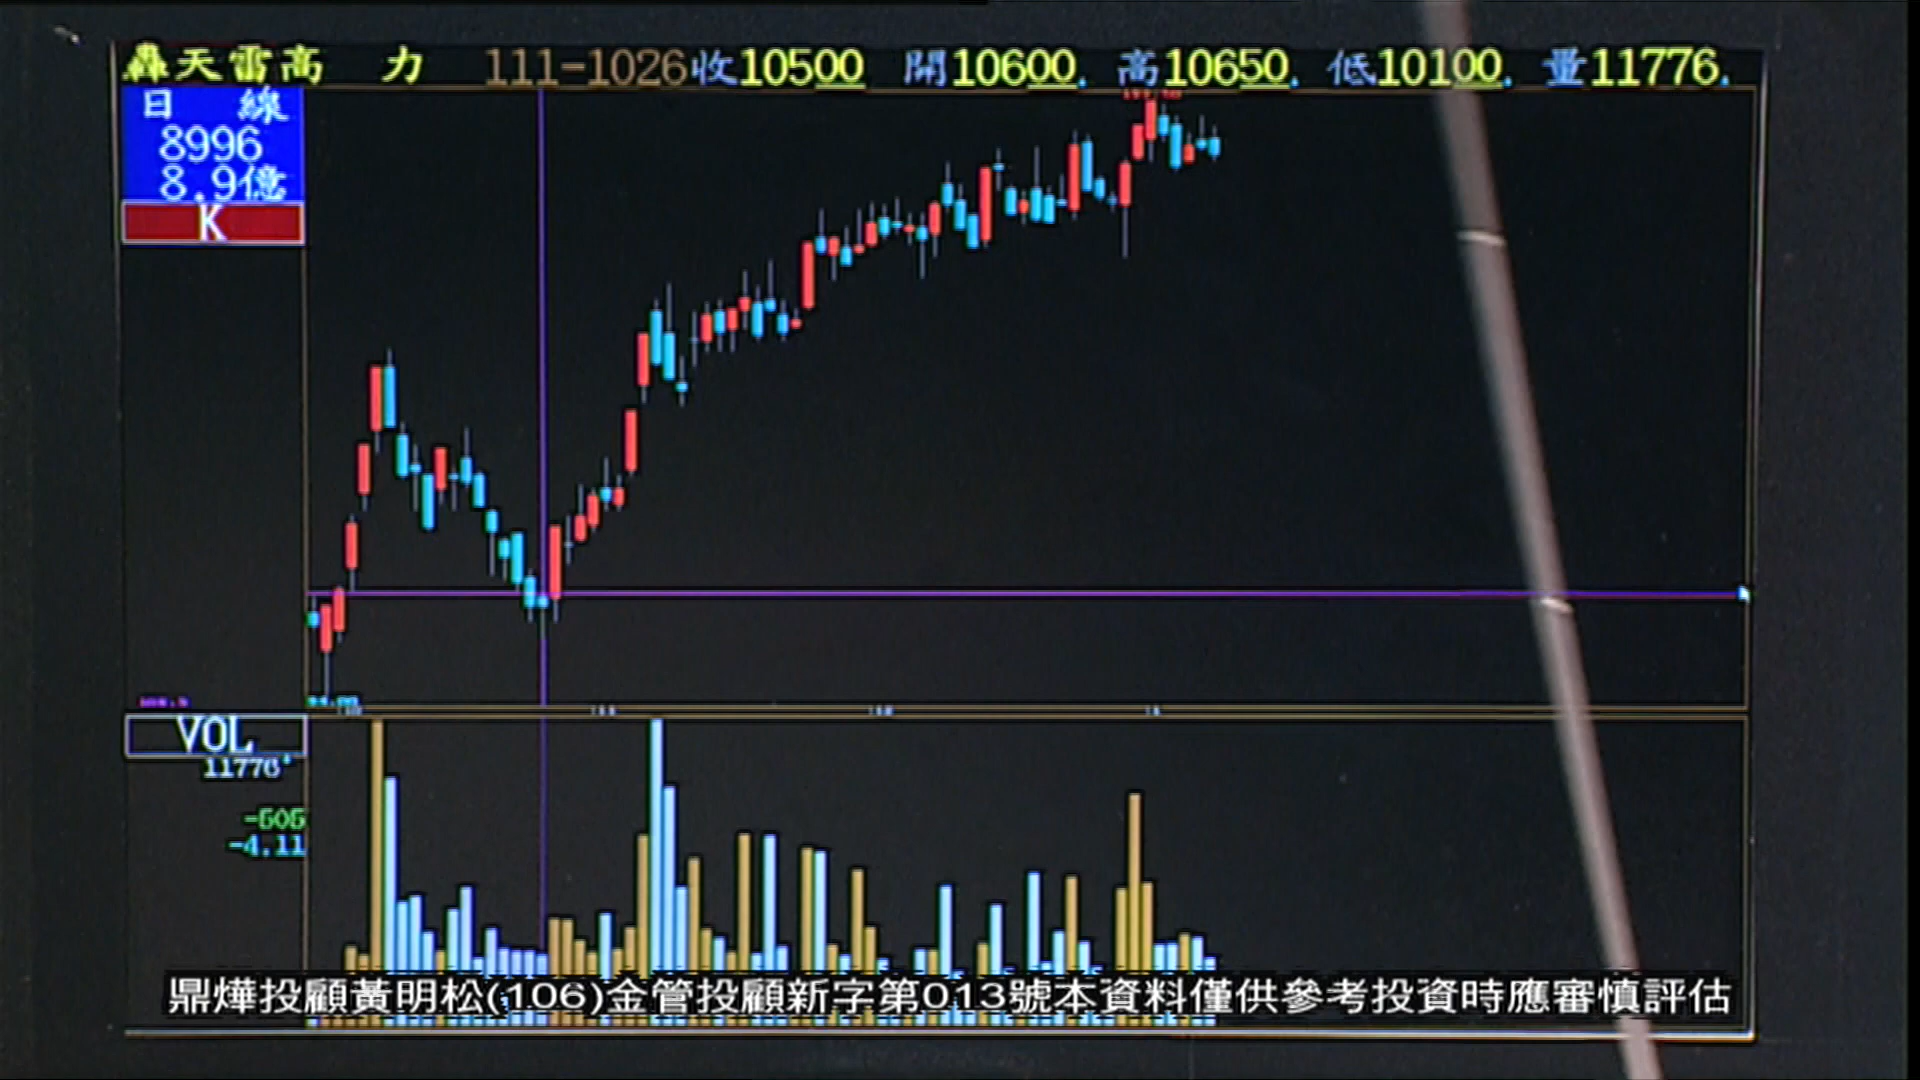 轟天雷高 力 111-1026收10500 開10600. 高10650. 低10100. 量11776.
日 線
8996
8.9億
K
VOL
11776
-505
-4.11
鼎燁投顧黃明松(106)金管投顧新字第013號本資料僅供參考投資時應審慎評估